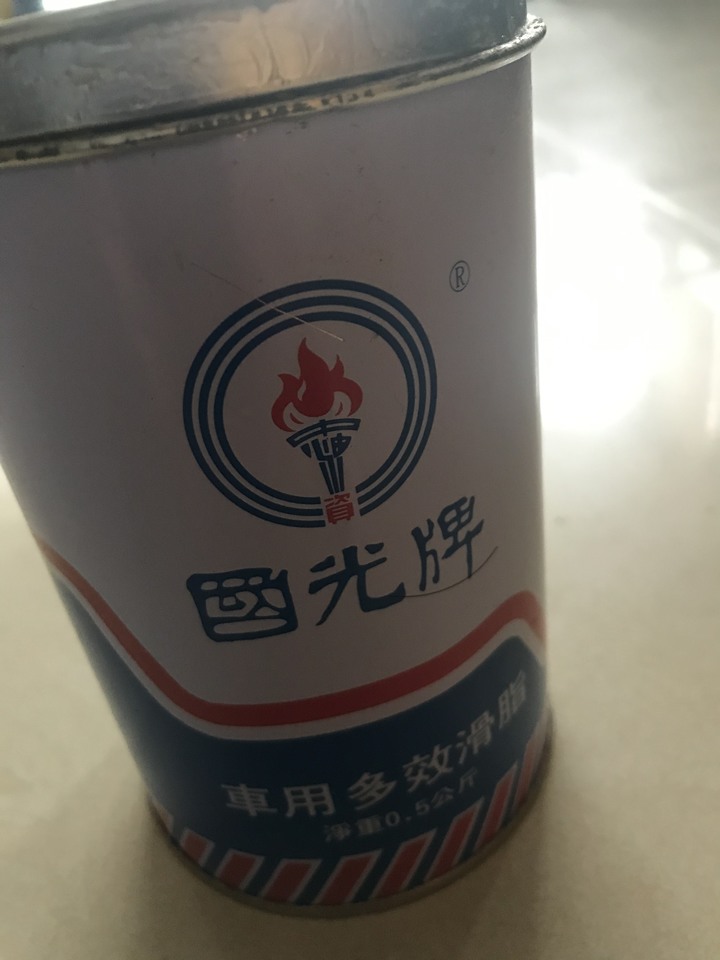 ®
資
國光牌
車用多效滑脂
淨重0.5公斤